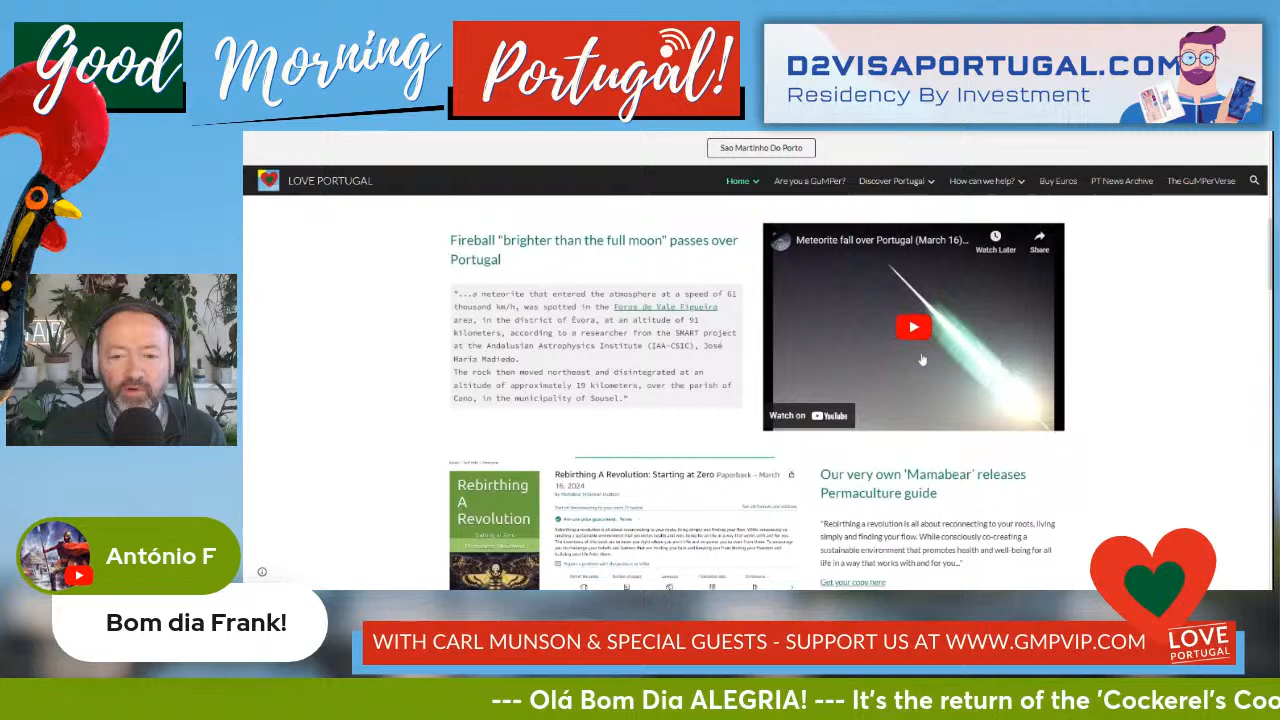 Good Morning Portugal!
D2VISAPORTUGAL.COM
Residency By Investment
Sao Martinho Do Porto
LOVE PORTUGAL
Home Are you a GuMPer? Discover Portugal How can we help? Buy Euros PT News Archive The GuMPerVerse
Fireball "brighter than the full moon" passes over
Portugal
"...a meteorite that entered the atmosphere at a speed of 61
thousand km/h, was spotted in the Foros de Vale Figueira
area, in the district of Évora, at an altitude of 91
kilometers, according to a researcher from the SMART project
at the Andalusian Astrophysics Institute (IAA-CSIC), José
María Madiedo.
The rock then moved northeast and disintegrated at an
altitude of approximately 19 kilometers, over the parish of
Cano, in the municipality of Sousel."
Meteorite fall over Portugal (March 16)...
Watch Later
Share
Watch on YouTube
Rebirthing
A
Revolution
Starting at Zero
Rebirthing A Revolution: Starting at Zero Paperback – March
16, 2024
Our very own 'Mamabear' releases
Permaculture guide
"Rebirthing a revolution is all about reconnecting to your roots, living
simply and finding your flow. While consciously co-creating a
sustainable environment that promotes health and well-being for all
life in a way that works with and for you..."
Get your copy here
António F
Bom dia Frank!
WITH CARL MUNSON & SPECIAL GUESTS - SUPPORT US AT WWW.GMPVIP.COM
LOVE
PORTUGAL
--- Olá Bom Dia ALEGRIA! --- It's the return of the 'Cockerel's Coc